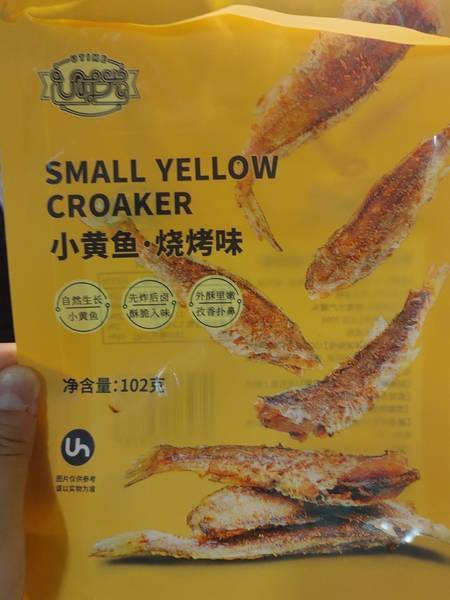 UTIME
SMALL YELLOW
CROAKER
小黄鱼·烧烤味
自然生长
小黄鱼
先炸后卤
酥脆入味
外酥里嫩
孜香扑鼻
净含量:102克
图片仅供参考
请以实物为准